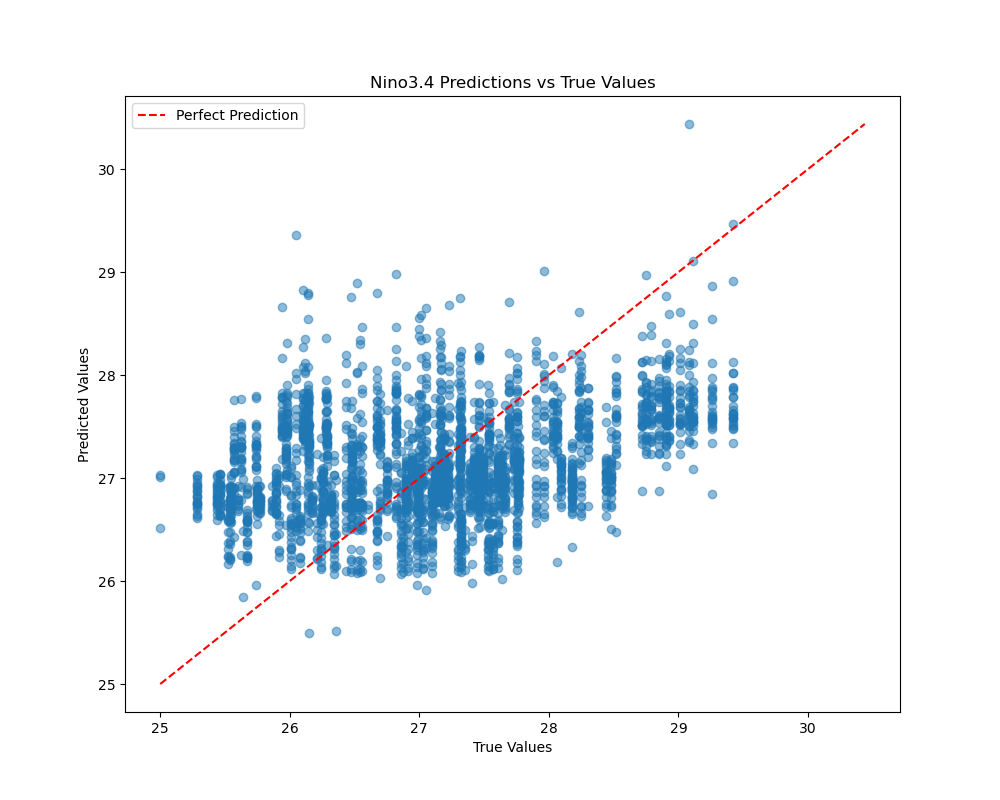 Nino3.4 Predictions vs True Values
Perfect Prediction
Predicted Values
30
29
28
27
26
25
25 26 27 28 29 30
True Values